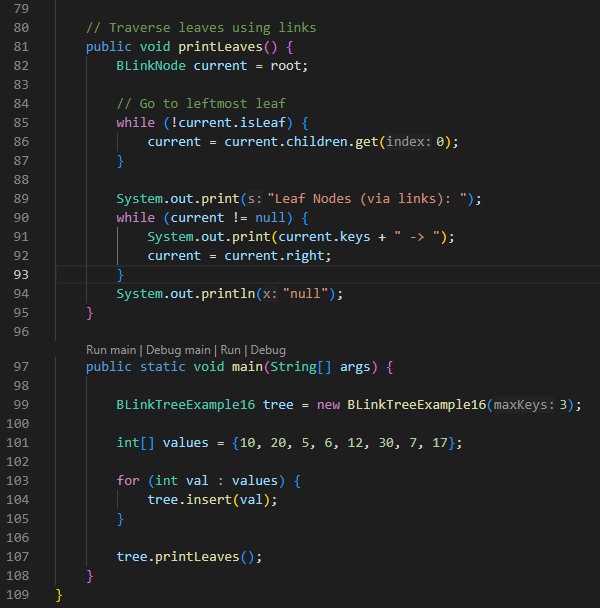 79
80 // Traverse leaves using links
81 public void printLeaves() {
82 BLinkNode current = root;
83
84 // Go to leftmost leaf
85 while (!current.isLeaf) {
86 current = current.children.get(index: 0);
87 }
88
89 System.out.print(s: "Leaf Nodes (via links): ");
90 while (current != null) {
91 System.out.print(current.keys + " -> ");
92 current = current.right;
93 }
94 System.out.println(x: "null");
95 }
96
Run main | Debug main | Run | Debug
97 public static void main(String[] args) {
98
99 BLinkTreeExample16 tree = new BLinkTreeExample16(maxKeys: 3);
100
101 int[] values = {10, 20, 5, 6, 12, 30, 7, 17};
102
103 for (int val : values) {
104 tree.insert(val);
105 }
106
107 tree.printLeaves();
108 }
109 }